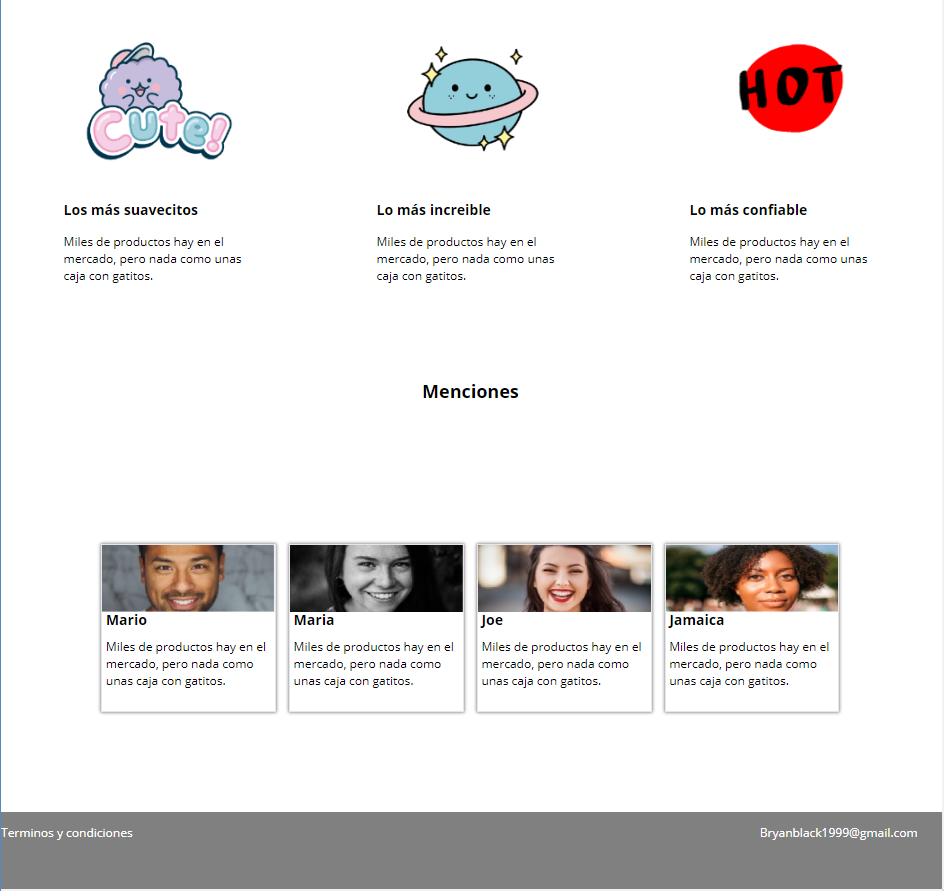 Cute!
HOT
Los más suavecitos
Miles de productos hay en el
mercado, pero nada como unas
caja con gatitos.
Lo más increible
Miles de productos hay en el
mercado, pero nada como unas
caja con gatitos.
Lo más confiable
Miles de productos hay en el
mercado, pero nada como unas
caja con gatitos.
Menciones
Mario
Miles de productos hay en el
mercado, pero nada como
unas caja con gatitos.
Maria
Miles de productos hay en el
mercado, pero nada como
unas caja con gatitos.
Joe
Miles de productos hay en el
mercado, pero nada como
unas caja con gatitos.
Jamaica
Miles de productos hay en el
mercado, pero nada como
unas caja con gatitos.
Terminos y condiciones
Bryanblack1999@gmail.com